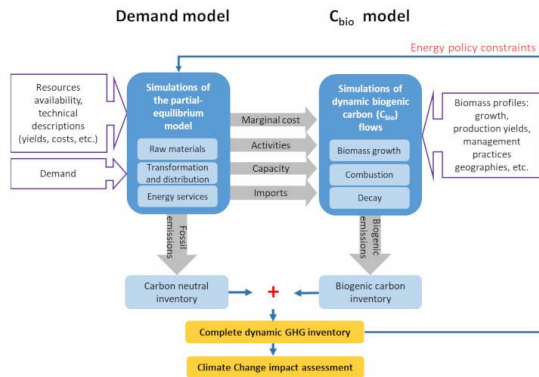 Demand model
C_bio model
Energy policy constraints
Resources
availability,
technical
descriptions
(yields, costs, etc.)
Demand
Simulations of
the partial-
equilibrium
model
Raw materials
Transformation
and distribution
Energy services
Marginal cost
Activities
Capacity
Imports
Simulations of
dynamic biogenic
carbon (C_bio)
flows
Biomass growth
Combustion
Decay
Biomass profiles:
growth,
production yields,
management
practices
geographies, etc.
Fossil
emissions
Biogenic
emissions
Carbon neutral
inventory
+
Biogenic carbon
inventory
Complete dynamic GHG inventory
Climate Change impact assessment